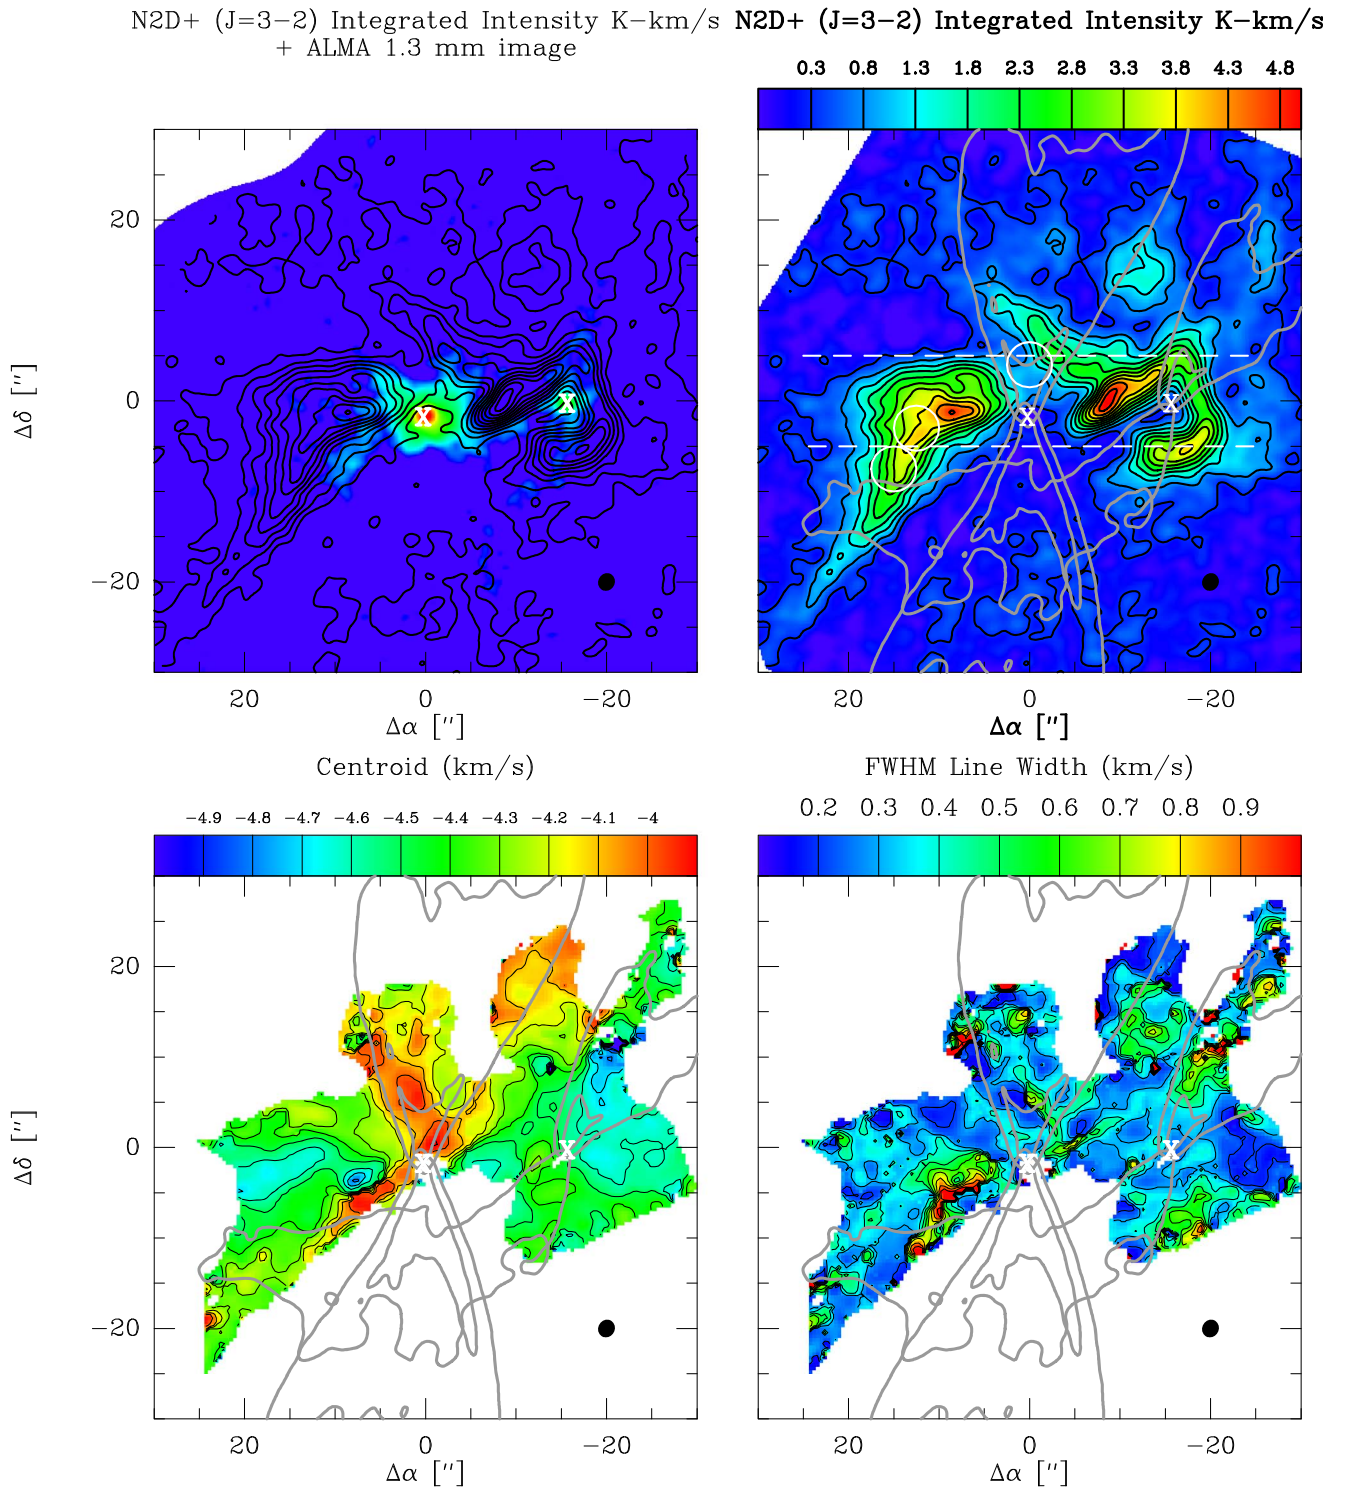 N2D+ (J=3−2) Integrated Intensity K−km/s
+ ALMA 1.3 mm image
N2D+ (J=3−2) Integrated Intensity K−km/s
0.3 0.8 1.3 1.8 2.3 2.8 3.3 3.8 4.3 4.8
Δδ ["]
20
0
−20
X X
X X
20 0 −20
Δα ["]
20 0 −20
Δα ["]
Centroid (km/s)
−4.9 −4.8 −4.7 −4.6 −4.5 −4.4 −4.3 −4.2 −4.1 −4
FWHM Line Width (km/s)
0.2 0.3 0.4 0.5 0.6 0.7 0.8 0.9
Δδ ["]
20
0
−20
X X
X X
20 0 −20
Δα ["]
20 0 −20
Δα ["]